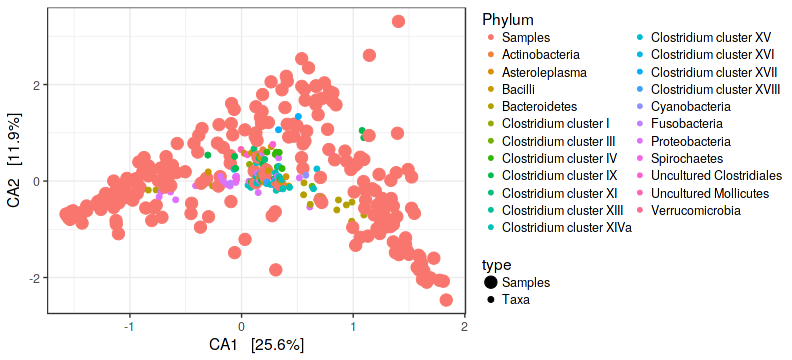 Phylum
Samples
Actinobacteria
Asteroleplasma
Bacilli
Bacteroidetes
Clostridium cluster I
Clostridium cluster III
Clostridium cluster IV
Clostridium cluster IX
Clostridium cluster XI
Clostridium cluster XIII
Clostridium cluster XIVa
Clostridium cluster XV
Clostridium cluster XVI
Clostridium cluster XVII
Clostridium cluster XVIII
Cyanobacteria
Fusobacteria
Proteobacteria
Spirochaetes
Uncultured Clostridiales
Uncultured Mollicutes
Verrucomicrobia
type
Samples
Taxa
CA2 [11.9%]
2
0
-2
-1
0
1
2
CA1 [25.6%]